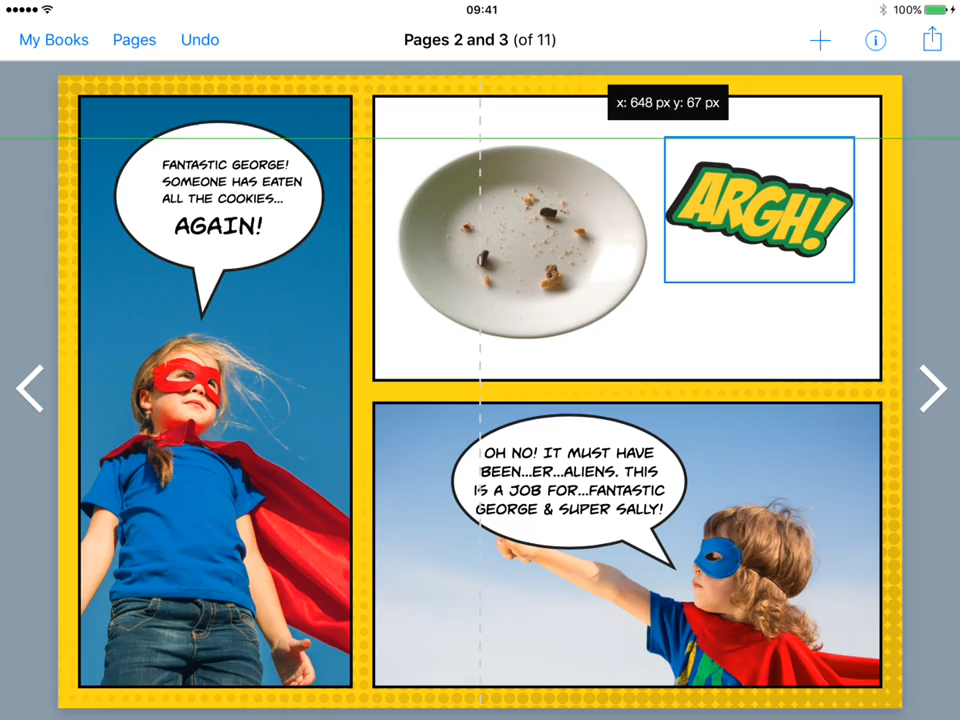 09:41
100%
My Books
Pages
Undo
Pages 2 and 3 (of 11)
x: 648 px y: 67 px
FANTASTIC GEORGE!
SOMEONE HAS EATEN
ALL THE COOKIES...
AGAIN!
ARGH!
OH NO! IT MUST HAVE
BEEN...ER...ALIENS. THIS
IS A JOB FOR...FANTASTIC
GEORGE & SUPER SALLY!